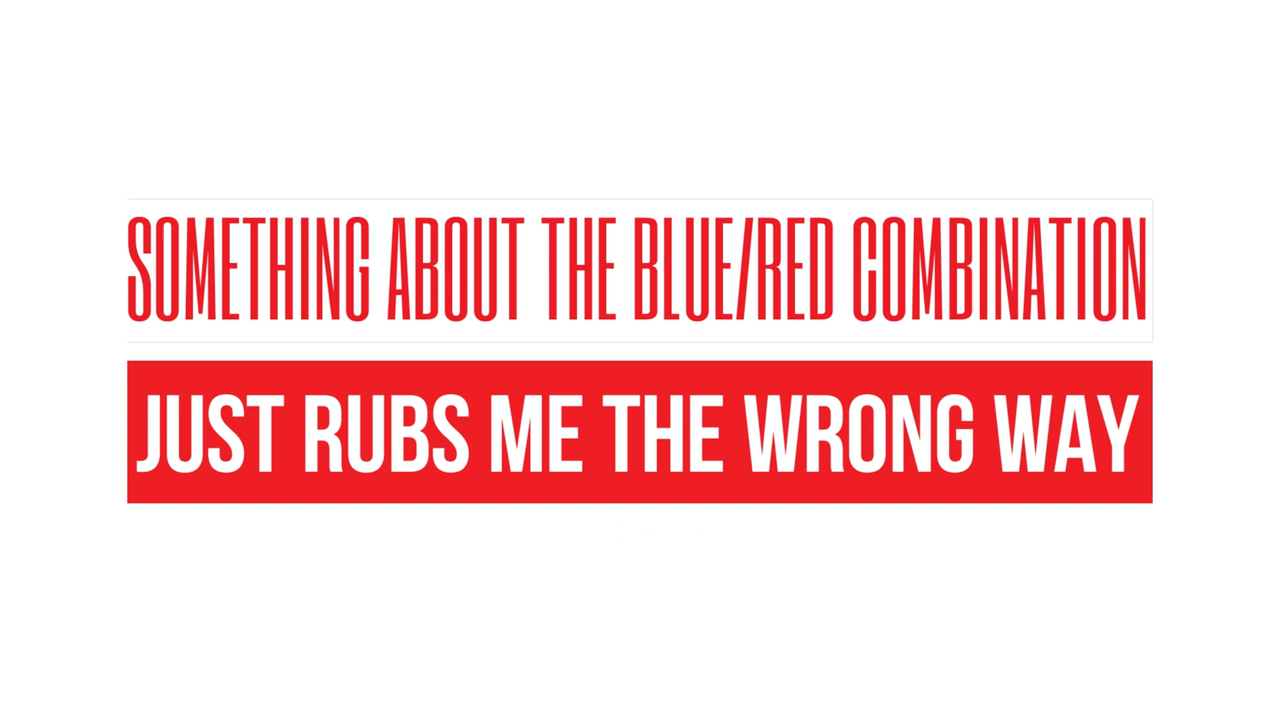 SOMETHING ABOUT THE BLUE/RED COMBINATION
JUST RUBS ME THE WRONG WAY